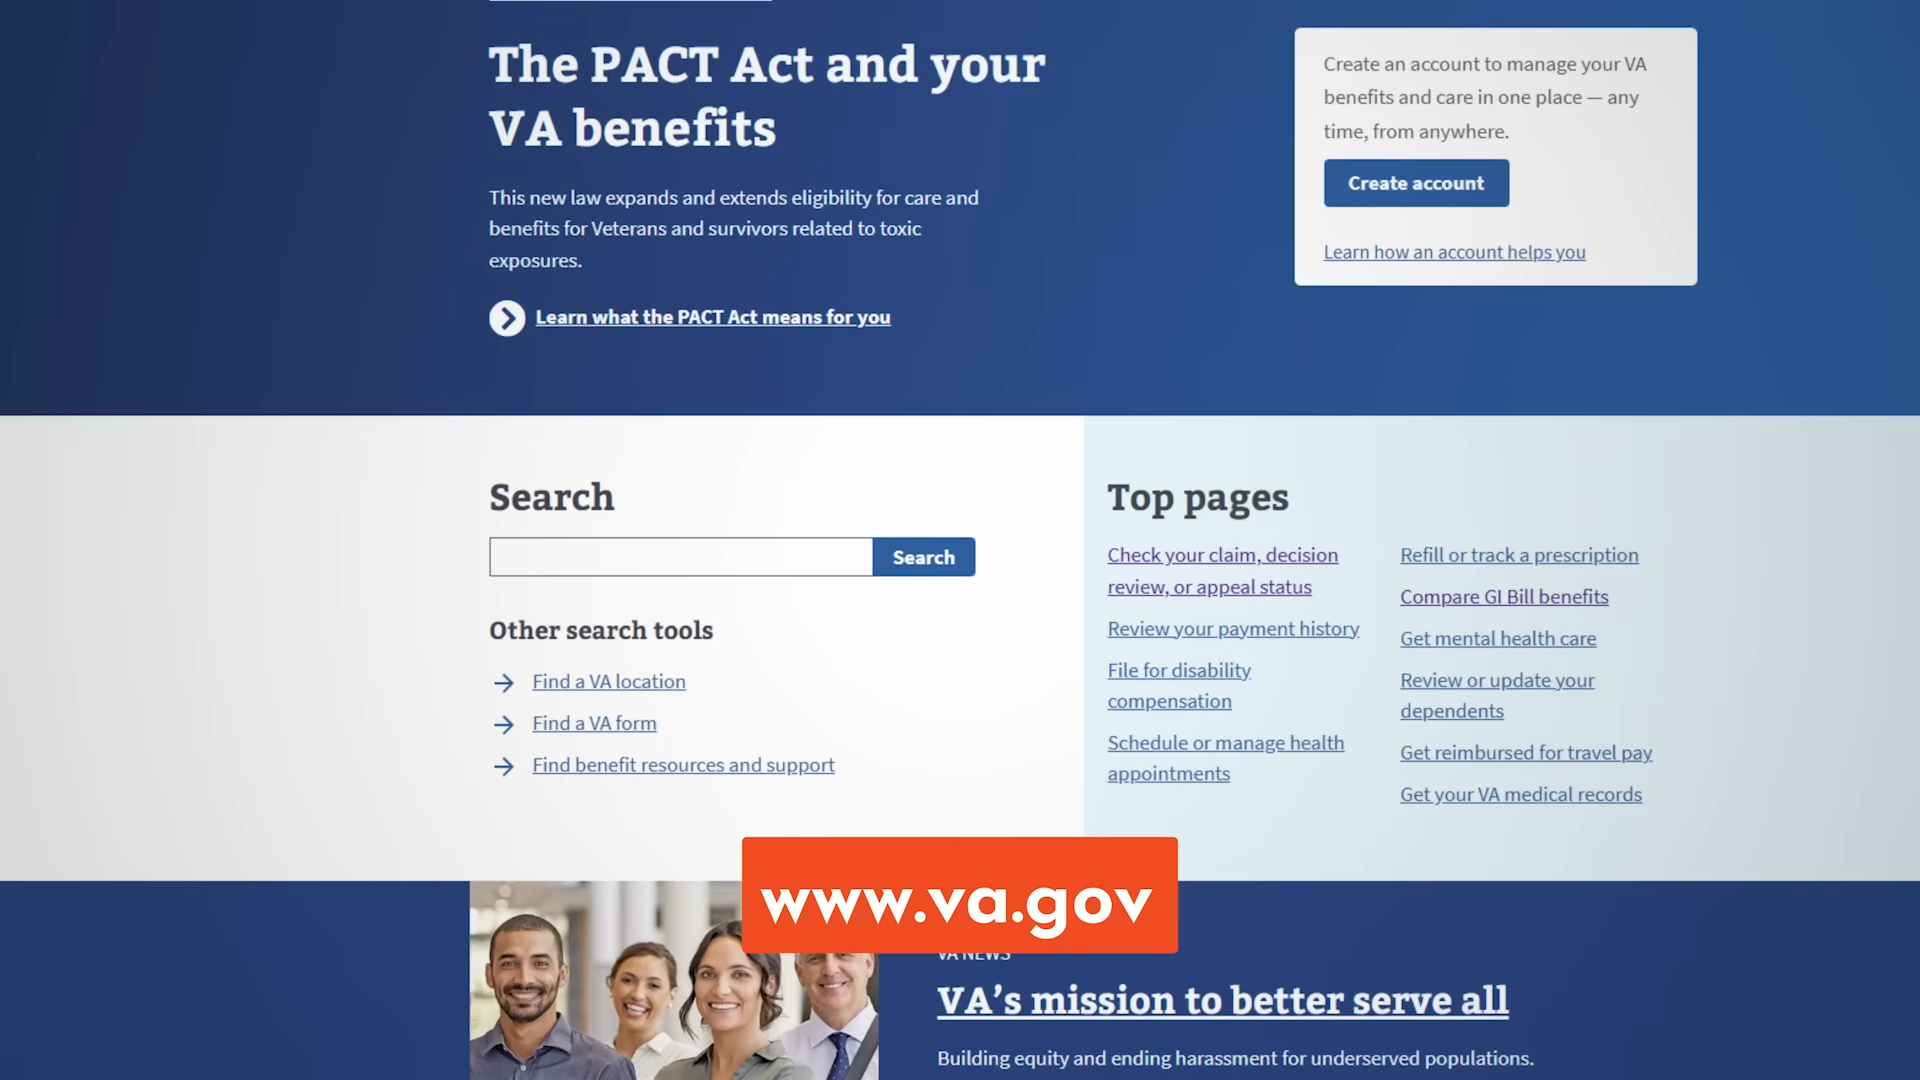 The PACT Act and your
VA benefits
This new law expands and extends eligibility for care and
benefits for Veterans and survivors related to toxic
exposures.
Learn what the PACT Act means for you
Create an account to manage your VA
benefits and care in one place — any
time, from anywhere.
Create account
Learn how an account helps you
Search
Search
Other search tools
Find a VA location
Find a VA form
Find benefit resources and support
Top pages
Check your claim, decision
review, or appeal status
Review your payment history
File for disability
compensation
Schedule or manage health
appointments
Refill or track a prescription
Compare GI Bill benefits
Get mental health care
Review or update your
dependents
Get reimbursed for travel pay
Get your VA medical records
www.va.gov
VA NEWS
VA’s mission to better serve all
Building equity and ending harassment for underserved populations.